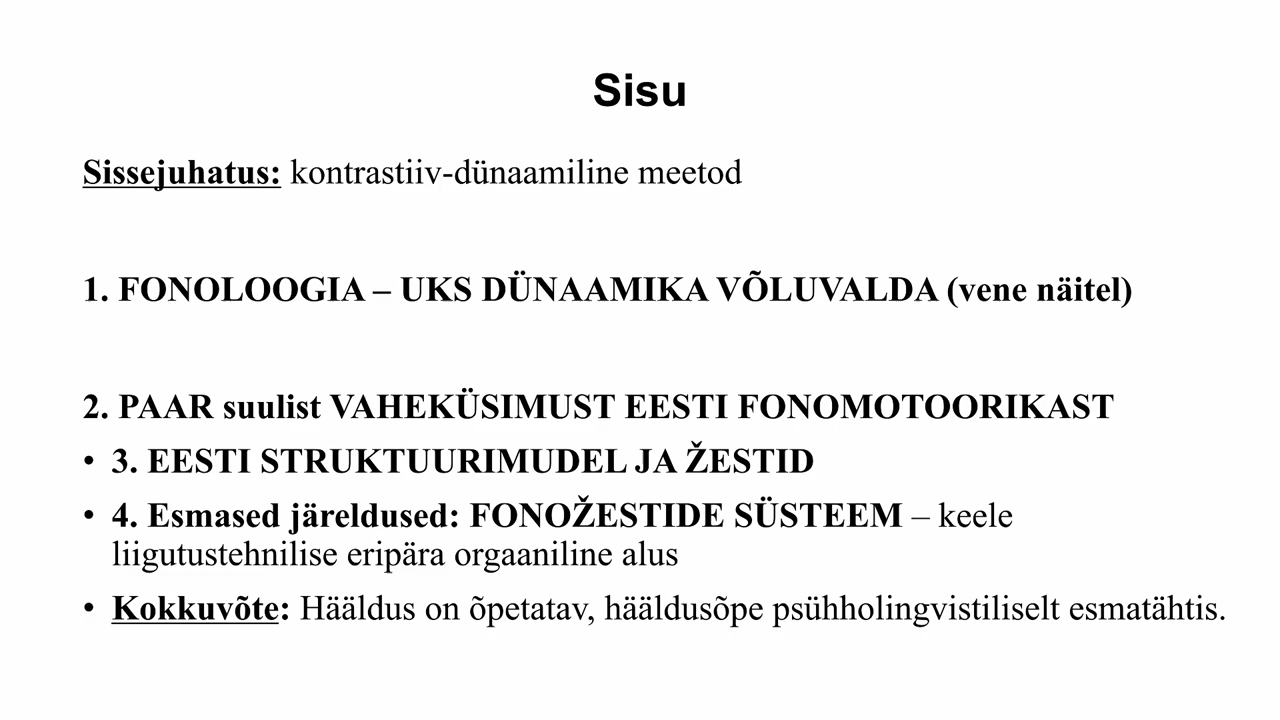 Sisu
Sissejuhatus: kontrastiiv-dünaamiline meetod
1. FONOLOOGIA – UKS DÜNAAMIKA VÕLUVALDA (vene näitel)
2. PAAR suulist VAHEKÜSIMUST EESTI FONOMOTOORIKAST
• 3. EESTI STRUKTUURIMUDEL JA ŽESTID
• 4. Esmased järeldused: FONOŽESTIDE SÜSTEEM – keele
liigutustehnilise eripära orgaaniline alus
• Kokkuvõte: Hääldus on õpetatav, hääldusõpe psühholingvistiliselt esmatähtis.